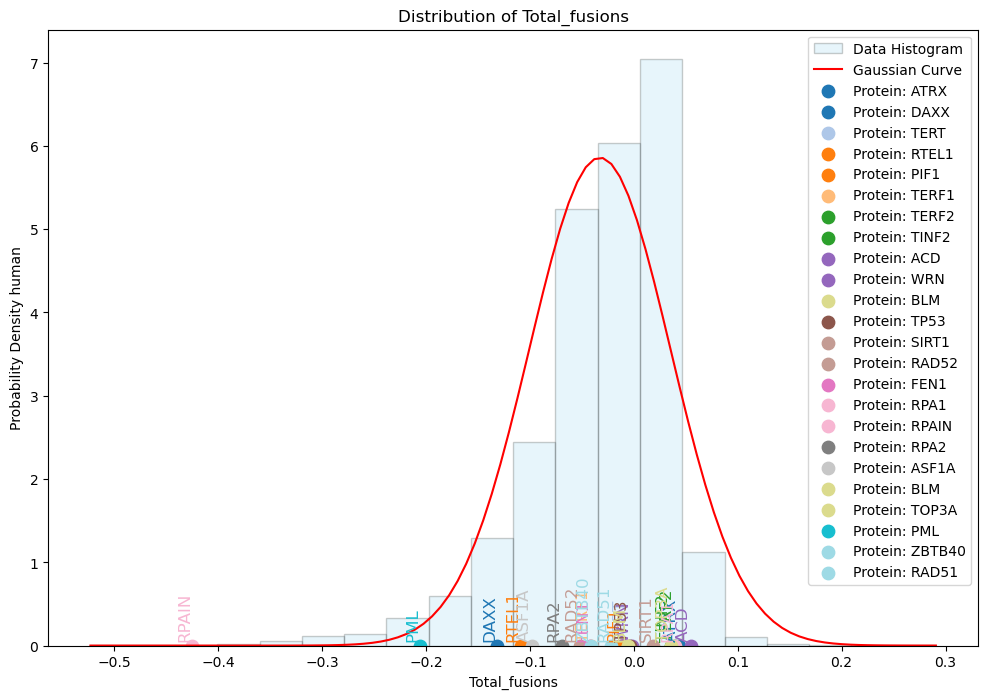 Distribution of Total_fusions
Probability Density human
7
6
5
4
3
2
1
0
Data Histogram
Gaussian Curve
Protein: ATRX
Protein: DAXX
Protein: TERT
Protein: RTEL1
Protein: PIF1
Protein: TERF1
Protein: TERF2
Protein: TINF2
Protein: ACD
Protein: WRN
Protein: BLM
Protein: TP53
Protein: SIRT1
Protein: RAD52
Protein: FEN1
Protein: RPA1
Protein: RPAIN
Protein: RPA2
Protein: ASF1A
Protein: BLM
Protein: TOP3A
Protein: PML
Protein: ZBTB40
Protein: RAD51
RPAIN
PML
DAXX
RTEL1
ASF1A
RPA2
RAD52
RAD51
SIRT1
ACD
−0.5
−0.4
−0.3
−0.2
−0.1
0.0
0.1
0.2
0.3
Total_fusions